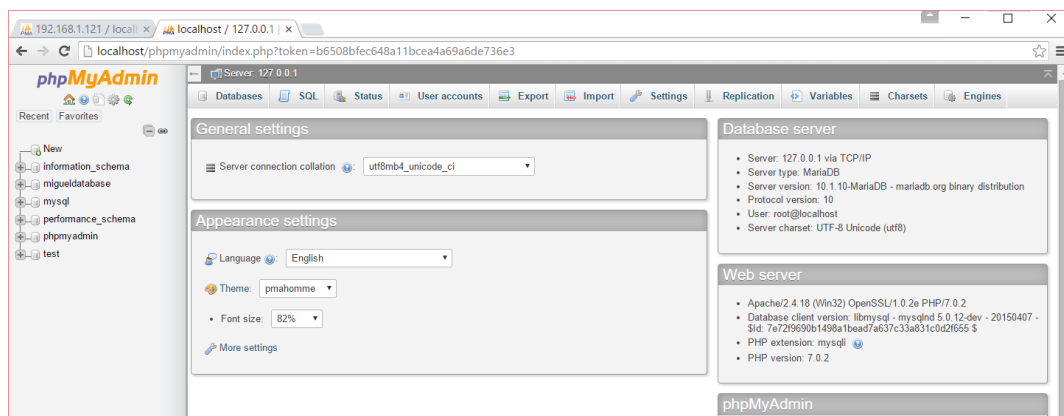 192.168.1.121 / locall
localhost / 127.0.0.1 |
localhost/phpmyadmin/index.php?token=b6508bfec648a11bcea4a69a6de736e3
phpMyAdmin
Recent Favorites
New
information_schema
migueldatabase
mysql
performance_schema
phpmyadmin
test
Server: 127.0.0.1
Databases SQL Status User accounts Export Import Settings Replication Variables Charsets Engines
General settings
Server connection collation : utf8mb4_unicode_ci
Appearance settings
Language : English
Theme: pmahomme
• Font size: 82%
More settings
Database server
• Server: 127.0.0.1 via TCP/IP
• Server type: MariaDB
• Server version: 10.1.10-MariaDB - mariadb.org binary distribution
• Protocol version: 10
• User: root@localhost
• Server charset: UTF-8 Unicode (utf8)
Web server
• Apache/2.4.18 (Win32) OpenSSL/1.0.2e PHP/7.0.2
• Database client version: libmysql - mysqlnd 5.0.12-dev - 20150407 -
$Id: 7e72f9690b1498a1bead7a637c33a831c0d2f655 $
• PHP extension: mysqli
• PHP version: 7.0.2
phpMyAdmin